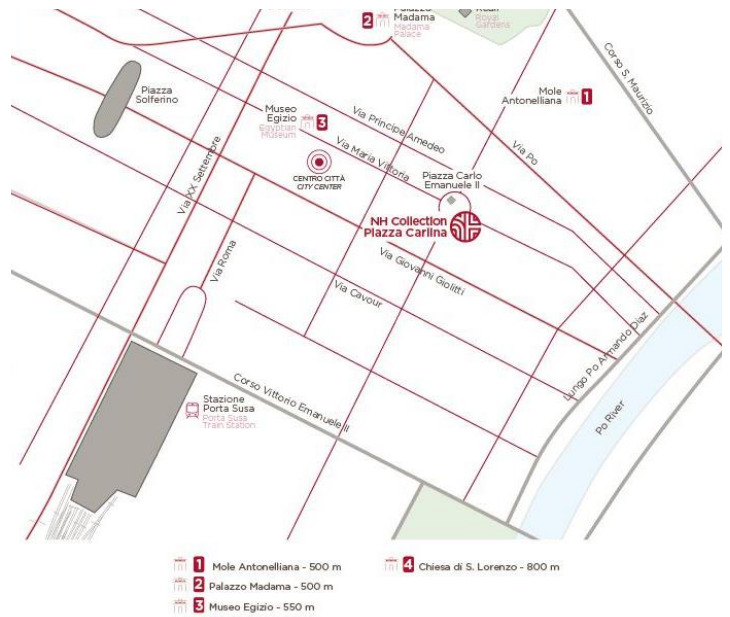 Palazzo
Madama
Madama
Palace
2
Reali
Royal
Gardens
Corso S. Maurizio
Mole
Antonelliana
1
Piazza
Solferino
Museo
Egizio
Egyptian
Museum
3
Via Principe Amedeo
Via Po
Via Maria Vittoria
CENTRO CITTÀ
CITY CENTER
Piazza Carlo
Emanuele II
Via XX Settembre
NH Collection
Piazza Carlina
Via Roma
Via Giovanni Giolitti
Via Cavour
Lungo Po Armando Diaz
Corso Vittorio Emanuele II
Po River
Stazione
Porta Susa
Porta Susa
Train Station
1 Mole Antonelliana - 500 m
2 Palazzo Madama - 500 m
3 Museo Egizio - 550 m
4 Chiesa di S. Lorenzo - 800 m